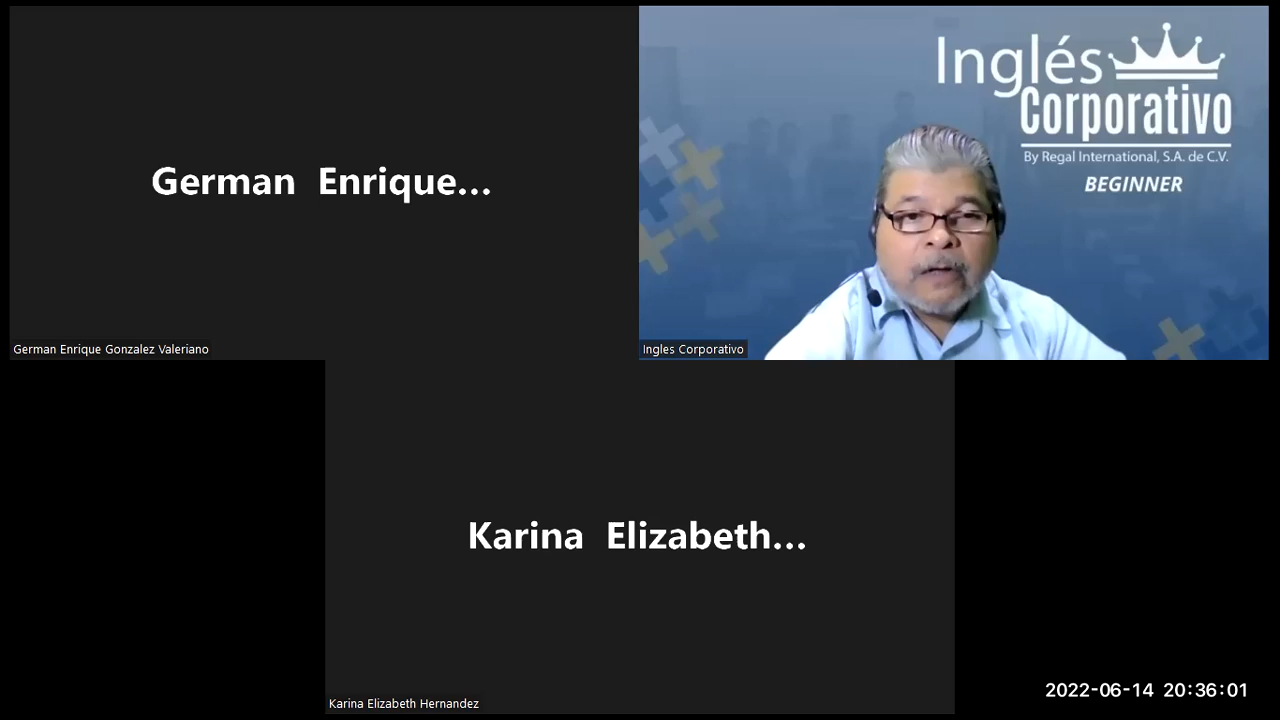 German Enrique...
German Enrique Gonzalez Valeriano
Inglés
Corporativo
By Regal International, S.A. de C.V.
BEGINNER
Ingles Corporativo
Karina Elizabeth...
Karina Elizabeth Hernandez
2022-06-14 20:36:01